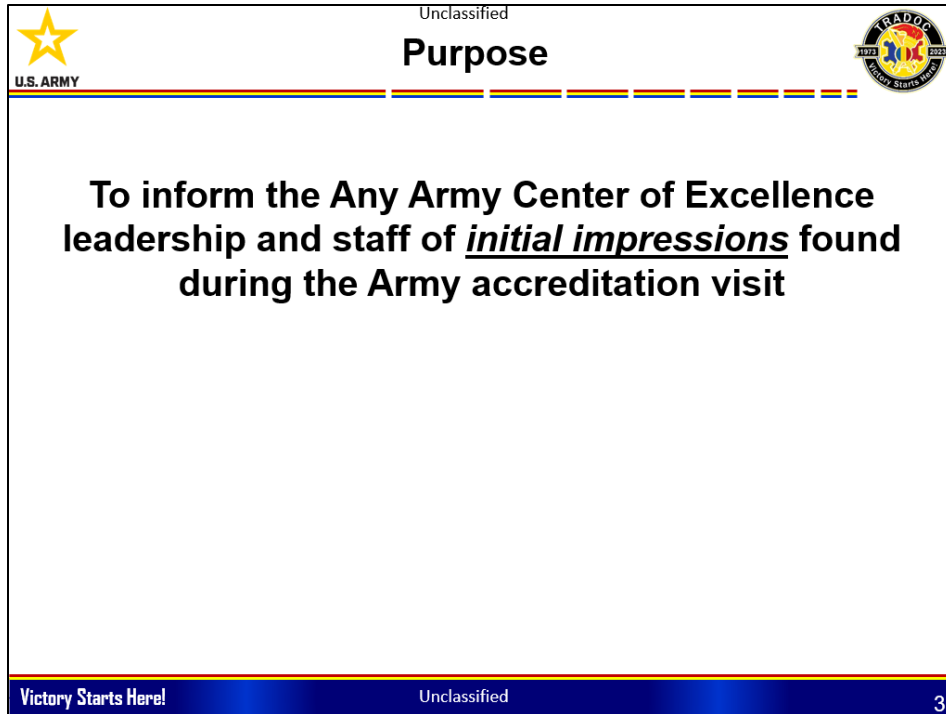 Unclassified
Purpose
U.S. ARMY
TRADOC
1973
2023
Victory Starts Here!
To inform the Any Army Center of Excellence
leadership and staff of initial impressions found
during the Army accreditation visit
Victory Starts Here!
Unclassified
3